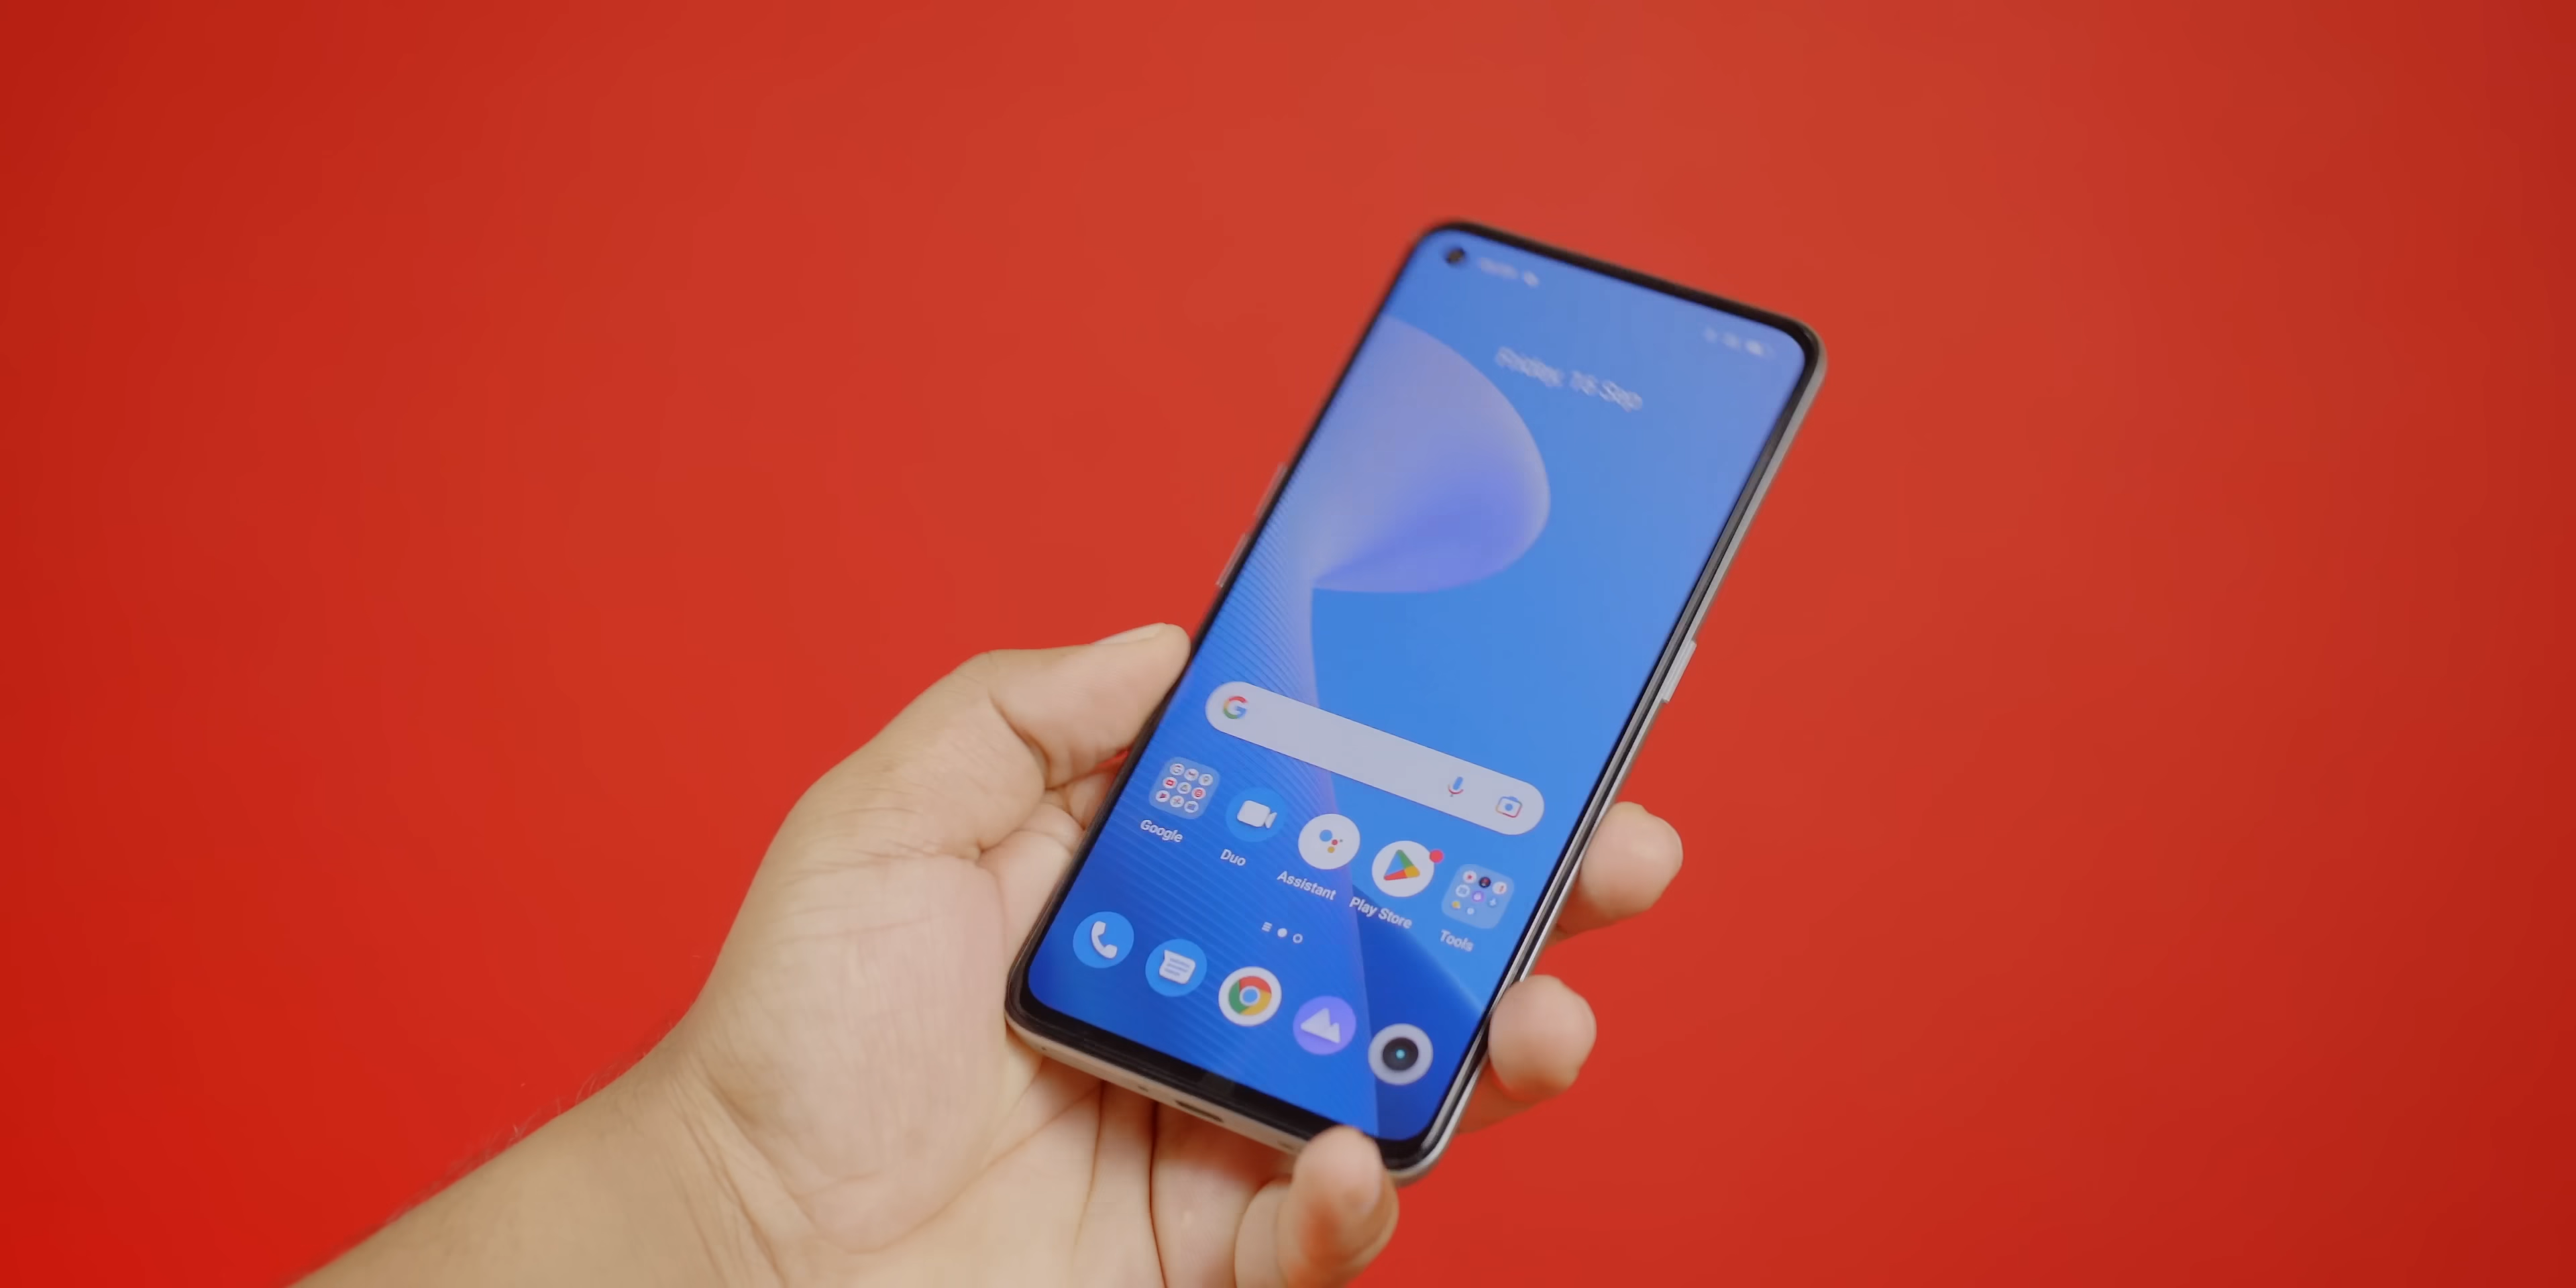 Friday, 16 Sep
G
Google
Duo
Assistant
Play Store
Tools